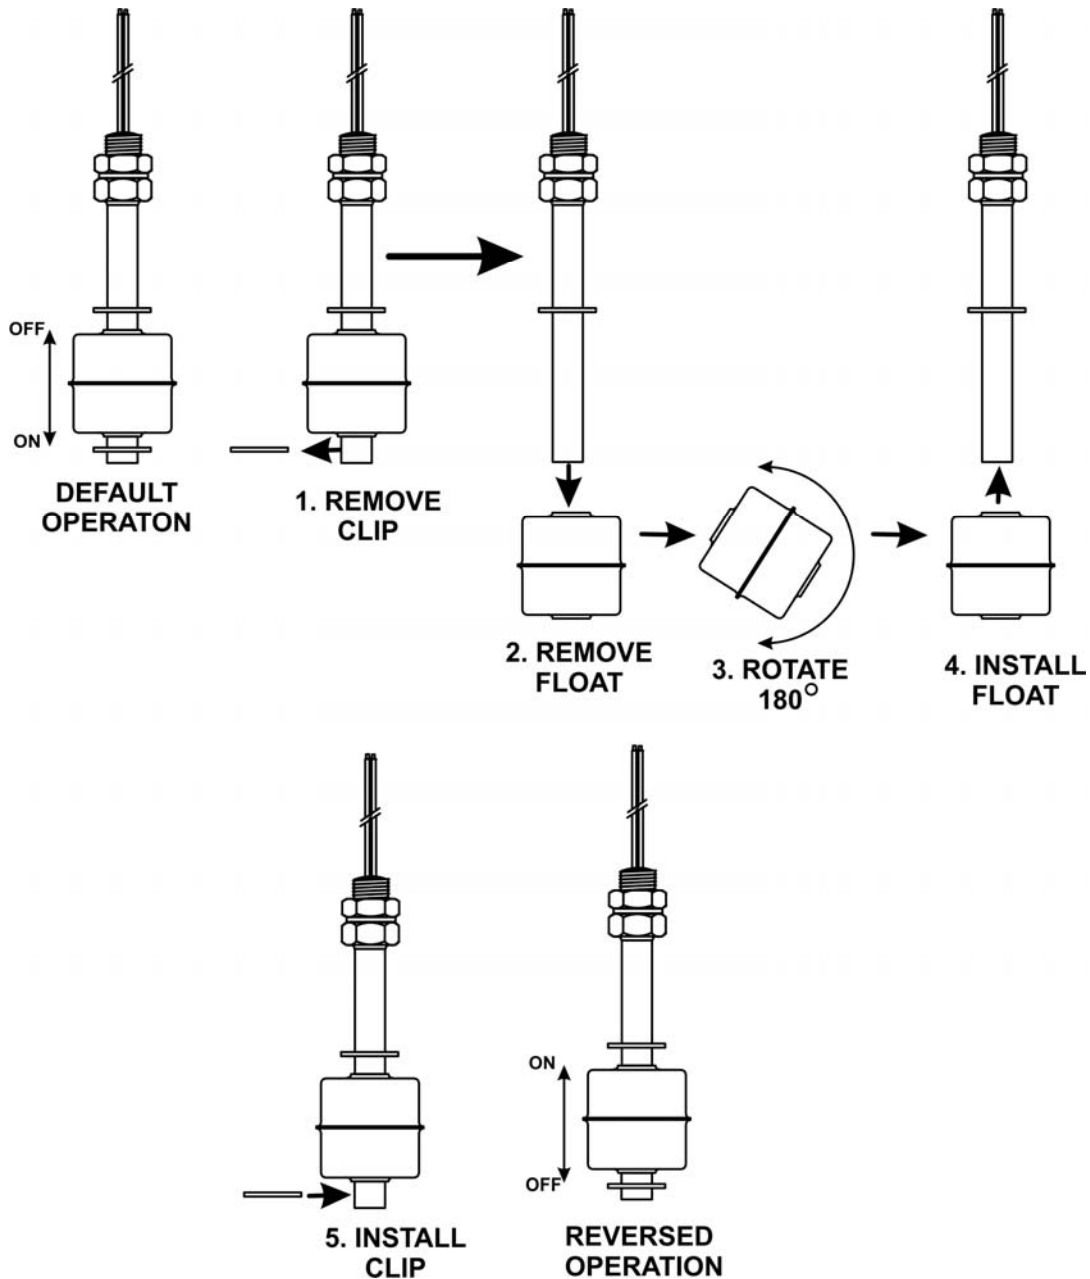 OFF
ON
DEFAULT
OPERATON
1. REMOVE
CLIP
2. REMOVE
FLOAT
3. ROTATE
180°
4. INSTALL
FLOAT
5. INSTALL
CLIP
ON
OFF
REVERSED
OPERATION